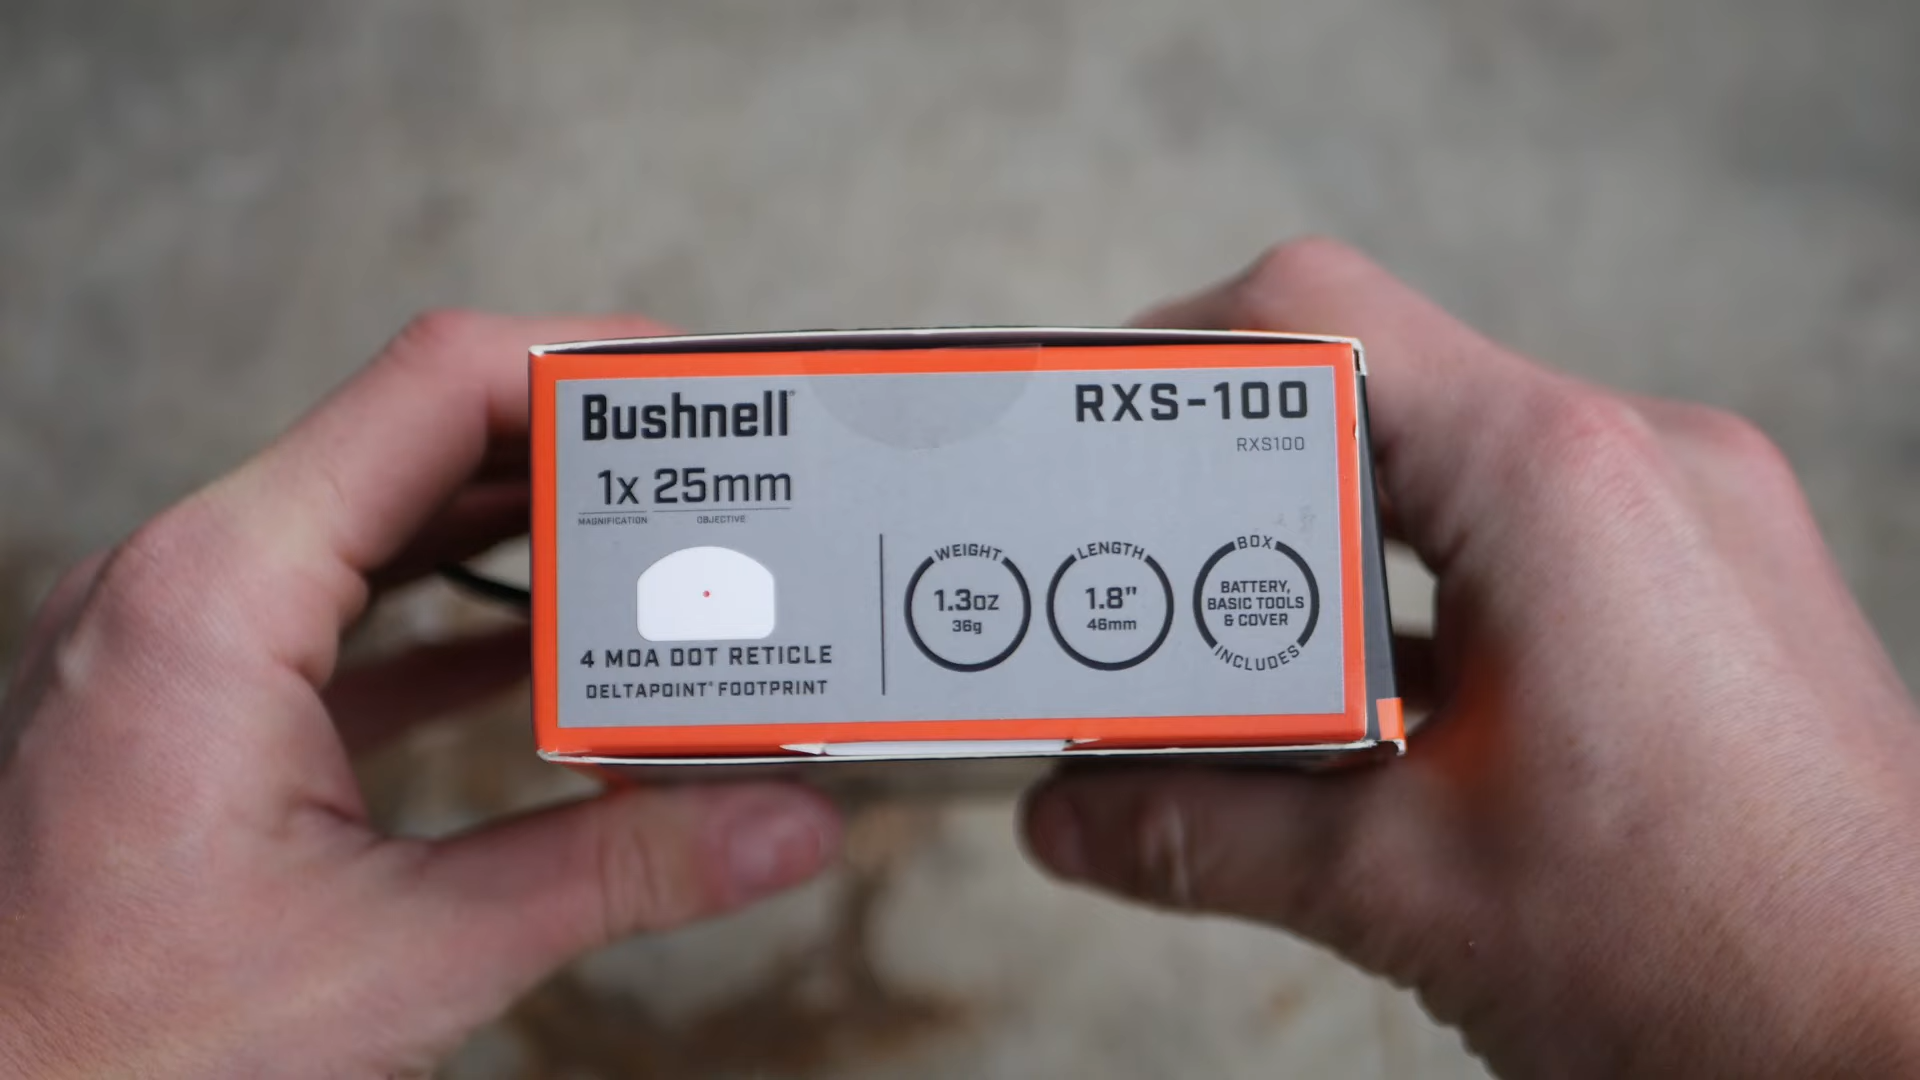 Bushnell®
RXS-100
RXS100
1x 25mm
MAGNIFICATION OBJECTIVE
4 MOA DOT RETICLE
DELTAPOINT® FOOTPRINT
WEIGHT
1.3oz
36g
LENGTH
1.8"
46mm
BOX
BATTERY,
BASIC TOOLS
& COVER
INCLUDES